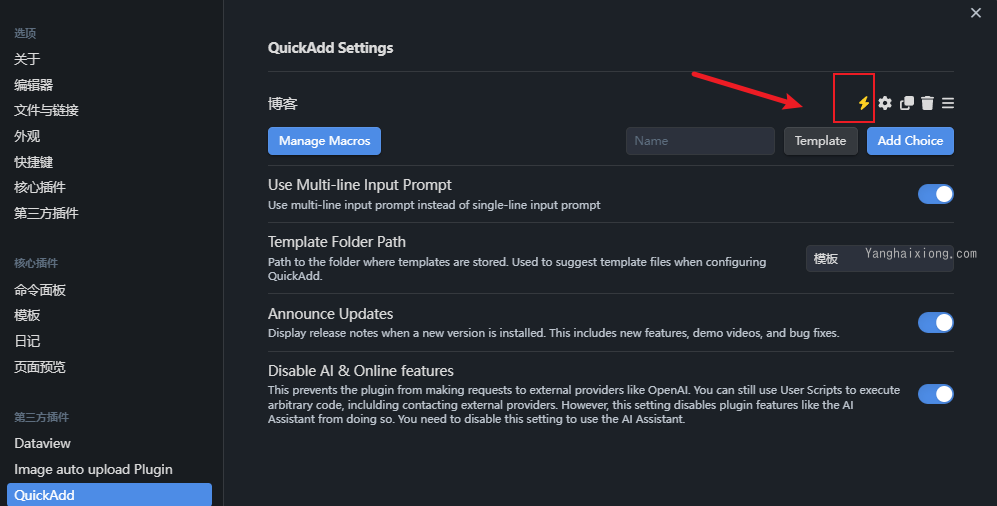 选项
关于
编辑器
文件与链接
外观
快捷键
核心插件
第三方插件
核心插件
命令面板
模板
日记
页面预览
第三方插件
Dataview
Image auto upload Plugin
QuickAdd
QuickAdd Settings
博客
Manage Macros
Name
Template
Add Choice
Use Multi-line Input Prompt
Use multi-line input prompt instead of single-line input prompt
Template Folder Path
Path to the folder where templates are stored. Used to suggest template files when configuring
QuickAdd.
模板
Yanghaixiong.com
Announce Updates
Display release notes when a new version is installed. This includes new features, demo videos, and bug fixes.
Disable AI & Online features
This prevents the plugin from making requests to external providers like OpenAI. You can still use User Scripts to execute
arbitrary code, inclulding contacting external providers. However, this setting disables plugin features like the AI
Assistant from doing so. You need to disable this setting to use the AI Assistant.